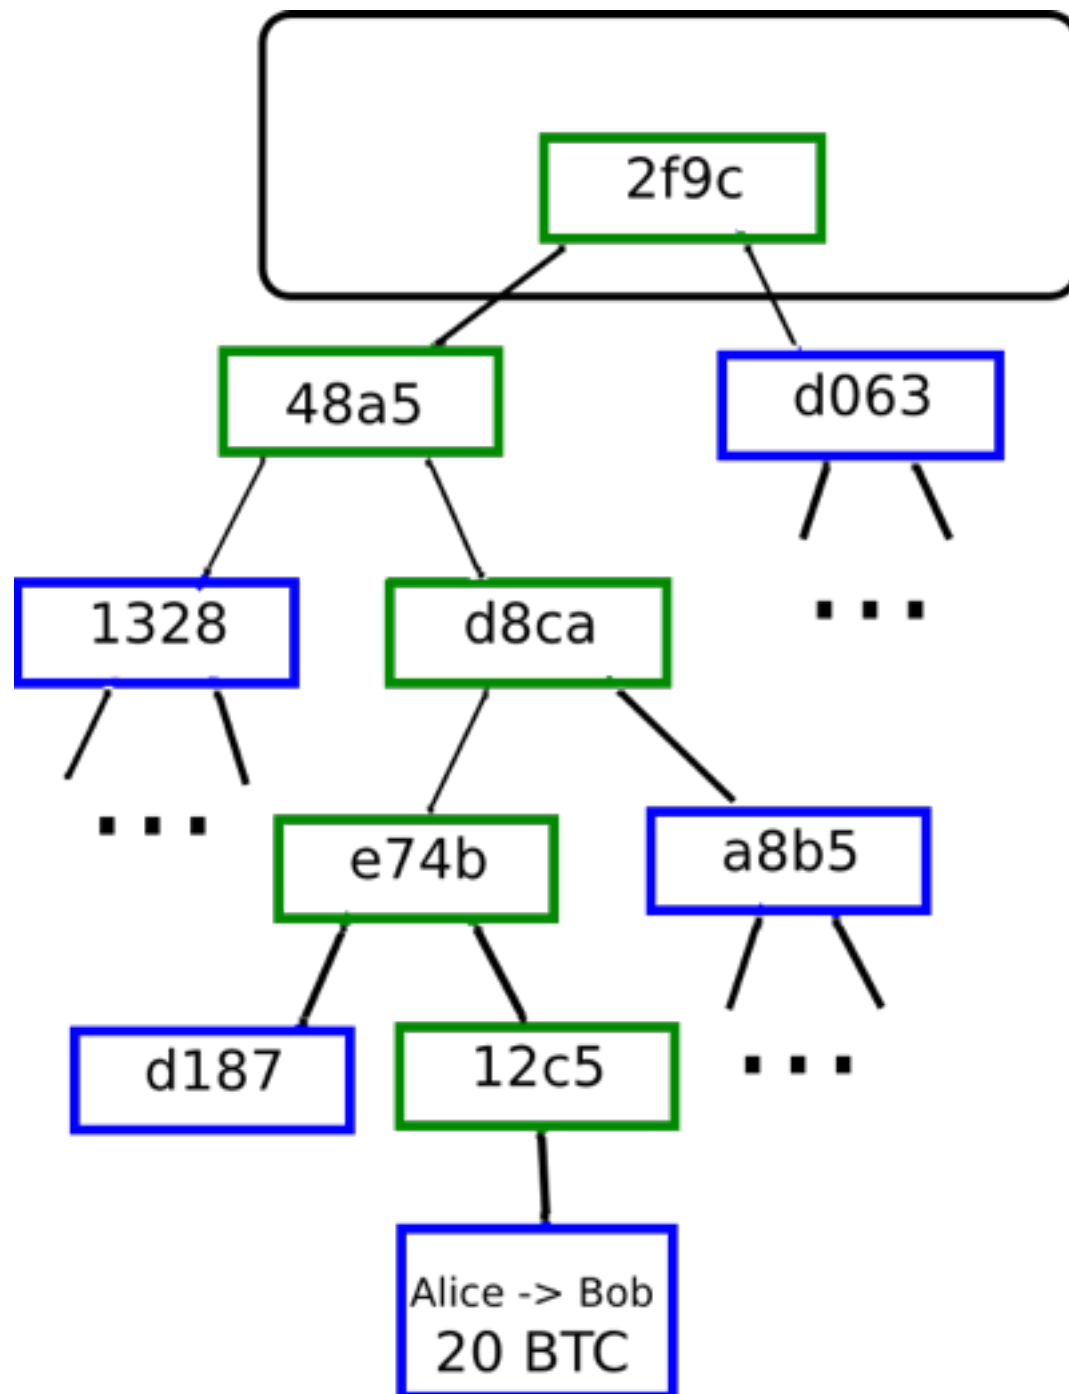 2f9c
48a5
d063
1328
d8ca
. . .
e74b
a8b5
. . .
d187
12c5
. . .
Alice -> Bob
20 BTC